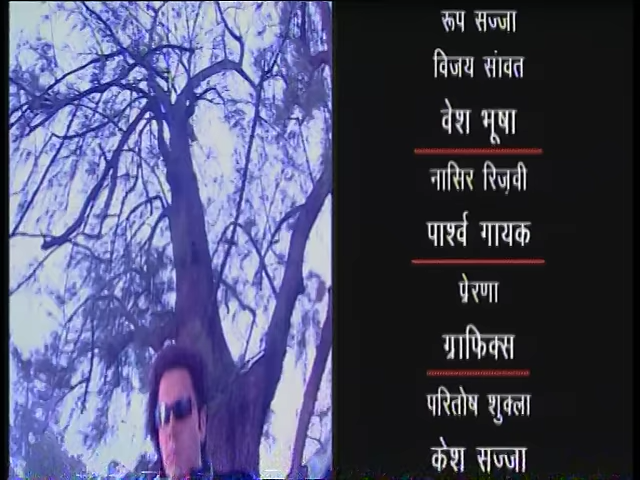 रूप सज्जा
विजय सांवत
वेश भूषा
नासिर रिज़वी
पार्श्व गायक
प्रेरणा
ग्राफिक्स
परितोष शुक्ला
केश सज्जा